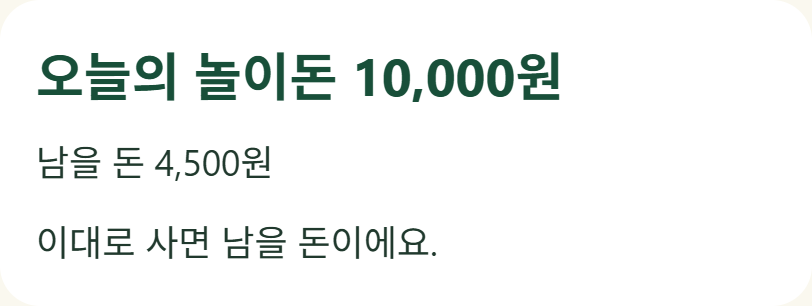 오늘의 놀이돈 10,000원
남을 돈 4,500원
이대로 사면 남을 돈이에요.